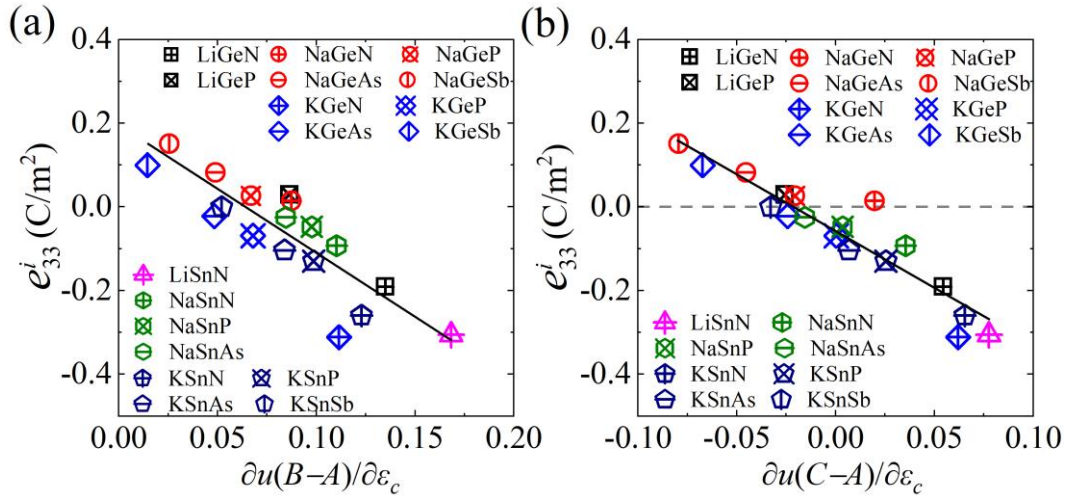 (a)
0.4
0.2
0.0
-0.2
-0.4
e^i_33 (C/m²)
LiGeN NaGeN NaGeP
LiGeP NaGeAs NaGeSb
KGeN KGeP
KGeAs KGeSb
LiSnN
NaSnN
NaSnP
NaSnAs
KSnN KSnP
KSnAs KSnSb
0.00 0.05 0.10 0.15 0.20
∂u(B−A)/∂ε_c
(b)
0.4
0.2
0.0
-0.2
-0.4
e^i_33 (C/m²)
LiGeN NaGeN NaGeP
LiGeP NaGeAs NaGeSb
KGeN KGeP
KGeAs KGeSb
LiSnN NaSnN
NaSnP NaSnAs
KSnN KSnP
KSnAs KSnSb
-0.10 -0.05 0.00 0.05 0.10
∂u(C−A)/∂ε_c